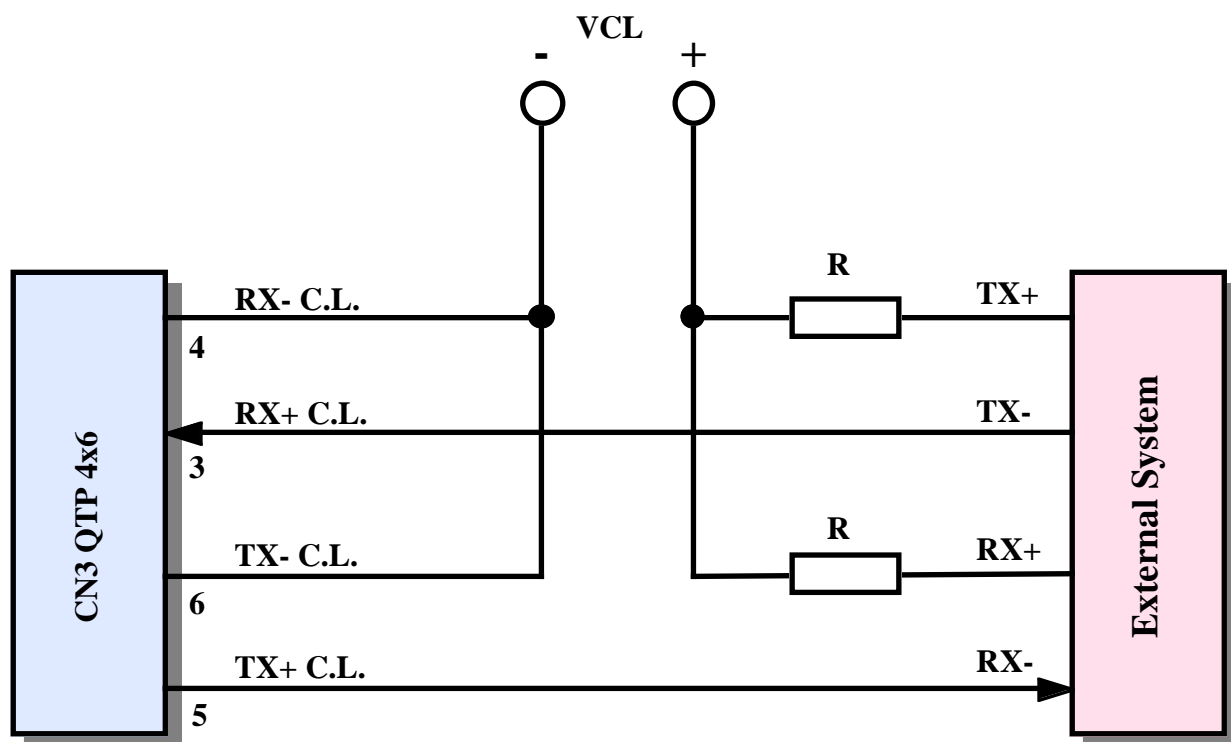 VCL
- +
R
RX- C.L. TX+
4
RX+ C.L. TX-
3
R
TX- C.L. RX+
6
TX+ C.L. RX-
5
CN3 QTP 4x6
External System